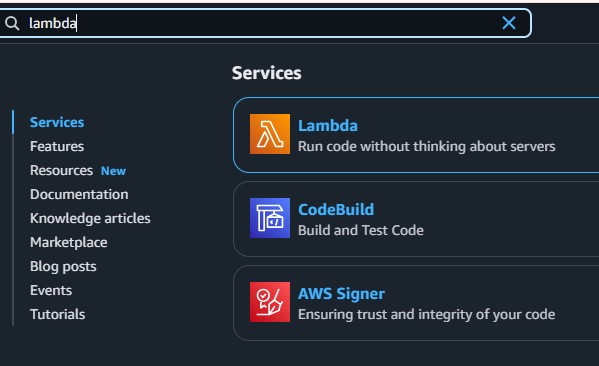 lambda
Services
Services
Features
Resources New
Documentation
Knowledge articles
Marketplace
Blog posts
Events
Tutorials
Lambda
Run code without thinking about servers
CodeBuild
Build and Test Code
AWS Signer
Ensuring trust and integrity of your code